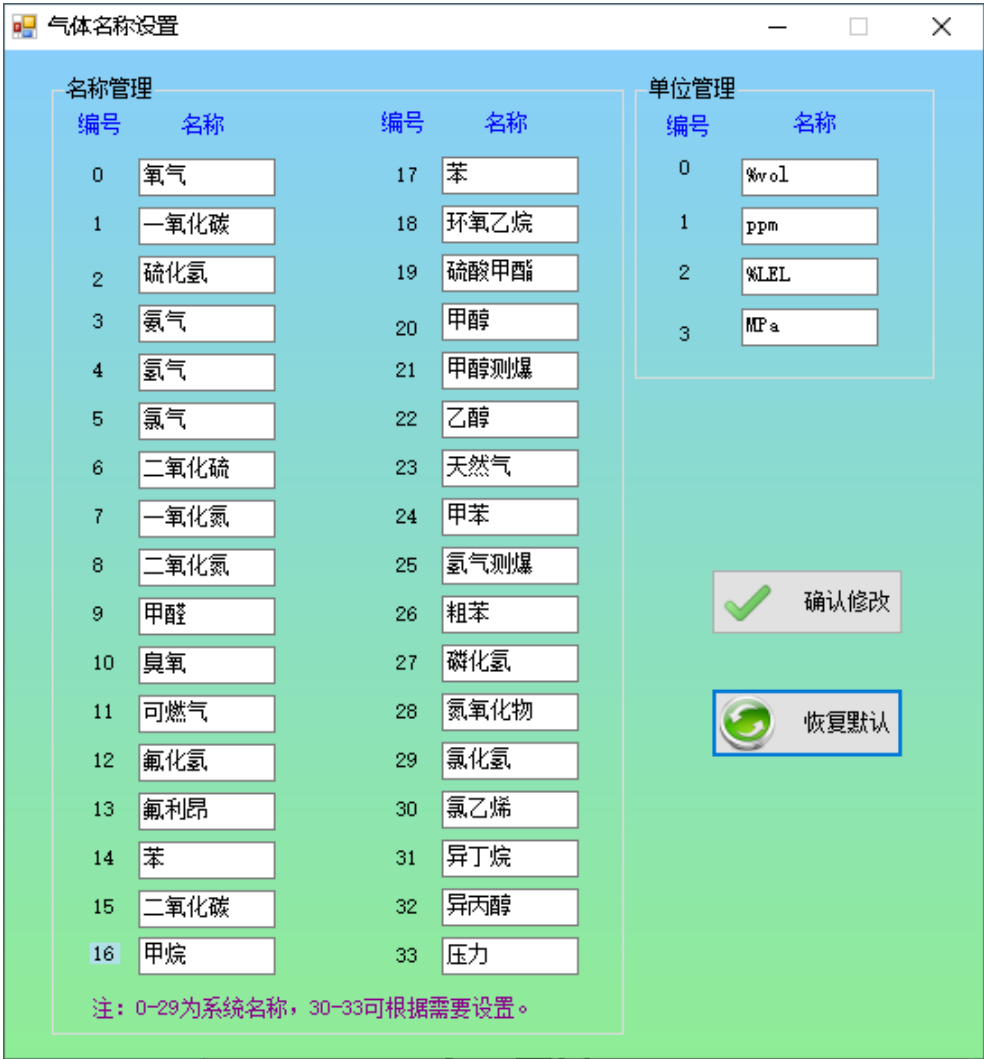 气体名称设置
名称管理
编号 名称 编号 名称
0 氧气 17 苯
1 一氧化碳 18 环氧乙烷
2 硫化氢 19 硫酸甲酯
3 氨气 20 甲醇
4 氢气 21 甲醇测爆
5 氯气 22 乙醇
6 二氧化硫 23 天然气
7 一氧化氮 24 甲苯
8 二氧化氮 25 氢气测爆
9 甲醛 26 粗苯
10 臭氧 27 磷化氢
11 可燃气 28 氮氧化物
12 氟化氢 29 氯化氢
13 氟利昂 30 氯乙烯
14 苯 31 异丁烷
15 二氧化碳 32 异丙醇
16 甲烷 33 压力
注：0-29为系统名称，30-33可根据需要设置。
单位管理
编号 名称
0 %vol
1 ppm
2 %LEL
3 MPa
确认修改
恢复默认